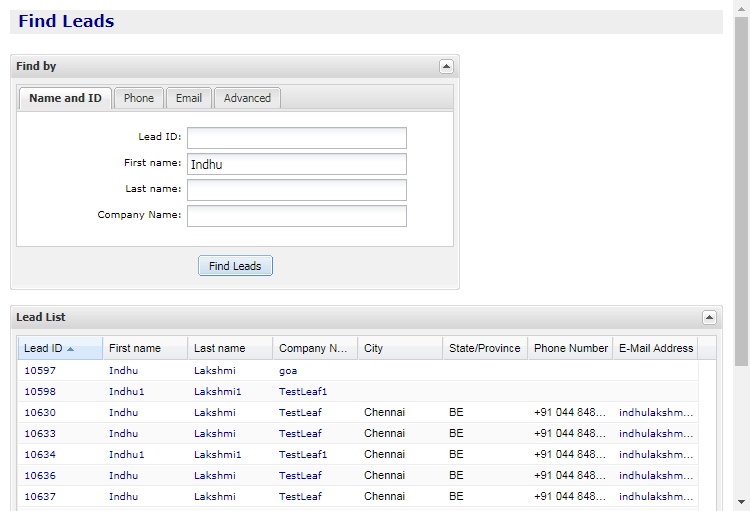 Find Leads
Find by
Name and ID Phone Email Advanced
Lead ID:
First name: Indhu
Last name:
Company Name:
Find Leads
Lead List
Lead ID First name Last name Company N... City State/Province Phone Number E-Mail Address
10597 Indhu Lakshmi goa
10598 Indhu1 Lakshmi1 TestLeaf1
10630 Indhu Lakshmi TestLeaf Chennai BE +91 044 848... indhulakshm...
10633 Indhu Lakshmi TestLeaf Chennai BE +91 044 848... indhulakshm...
10634 Indhu1 Lakshmi1 TestLeaf1 Chennai BE +91 044 848... indhulakshm...
10636 Indhu Lakshmi TestLeaf Chennai BE +91 044 848... indhulakshm...
10637 Indhu Lakshmi TestLeaf Chennai BE +91 044 848... indhulakshm...